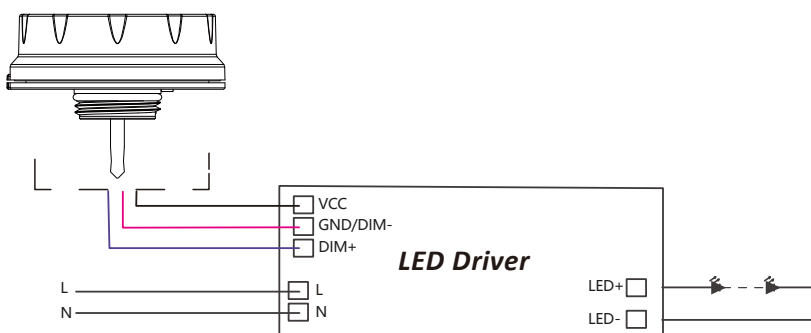 VCC
GND/DIM-
DIM+
LED Driver
L
L
LED+
N
N
LED-